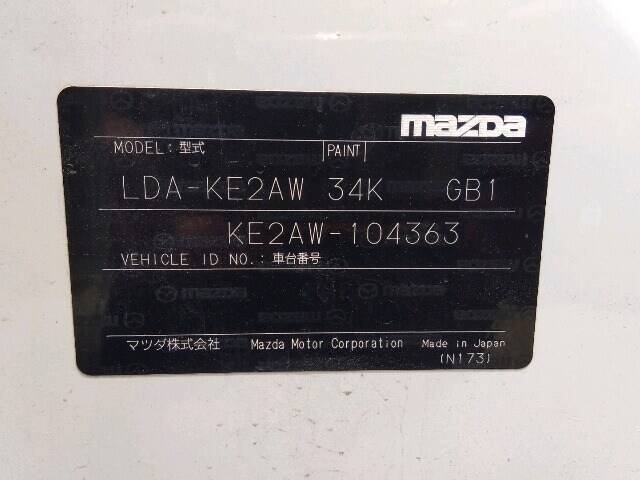 mazda
MODEL: 型式 PAINT
LDA-KE2AW 34K GB1
KE2AW-104363
VEHICLE ID NO.: 車台番号
マツダ株式会社 Mazda Motor Corporation Made in Japan
(N173)